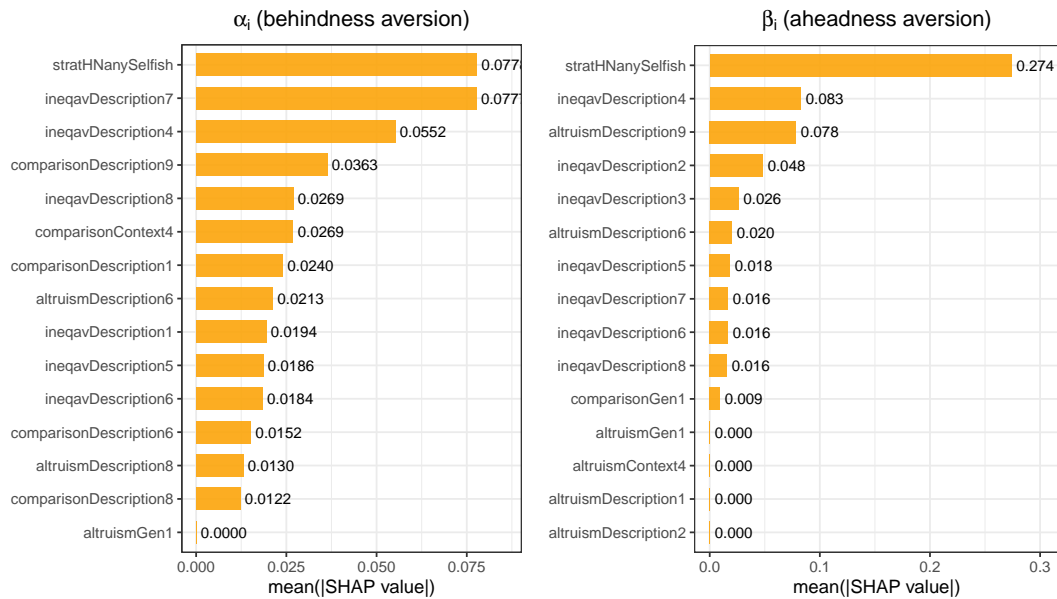 αi (behindness aversion)
stratHNanySelfish 0.0778
ineqavDescription7 0.0777
ineqavDescription4 0.0552
comparisonDescription9 0.0363
ineqavDescription8 0.0269
comparisonContext4 0.0269
comparisonDescription1 0.0240
altruismDescription6 0.0213
ineqavDescription1 0.0194
ineqavDescription5 0.0186
ineqavDescription6 0.0184
comparisonDescription6 0.0152
altruismDescription8 0.0130
comparisonDescription8 0.0122
altruismGen1 0.0000
0.000 0.025 0.050 0.075
mean(|SHAP value|)
βi (aheadness aversion)
stratHNanySelfish 0.274
ineqavDescription4 0.083
altruismDescription9 0.078
ineqavDescription2 0.048
ineqavDescription3 0.026
altruismDescription6 0.020
ineqavDescription5 0.018
ineqavDescription7 0.016
ineqavDescription6 0.016
ineqavDescription8 0.016
comparisonGen1 0.009
altruismGen1 0.000
altruismContext4 0.000
altruismDescription1 0.000
altruismDescription2 0.000
0.0 0.1 0.2 0.3
mean(|SHAP value|)